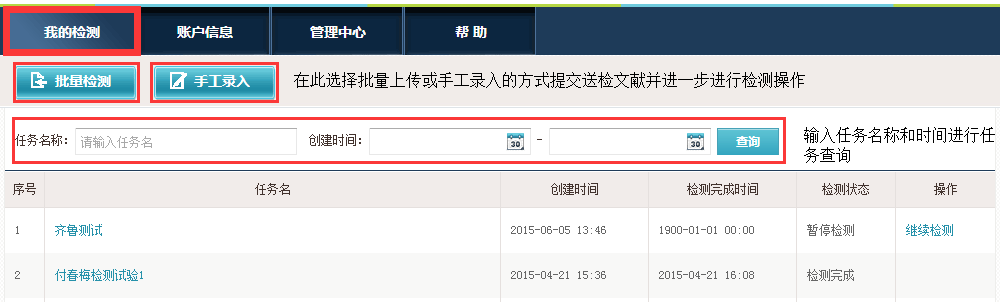 我的检测 账户信息 管理中心 帮 助
批量检测 手工录入 在此选择批量上传或手工录入的方式提交送检文献并进一步进行检测操作
任务名称: 请输入任务名 创建时间: 30 - 30 查询 输入任务名称和时间进行任
务查询
序号 任务名 创建时间 检测完成时间 检测状态 操作
1 齐鲁测试 2015-06-05 13:46 1900-01-01 00:00 暂停检测 继续检测
2 付春梅检测试验1 2015-04-21 15:36 2015-04-21 16:08 检测完成